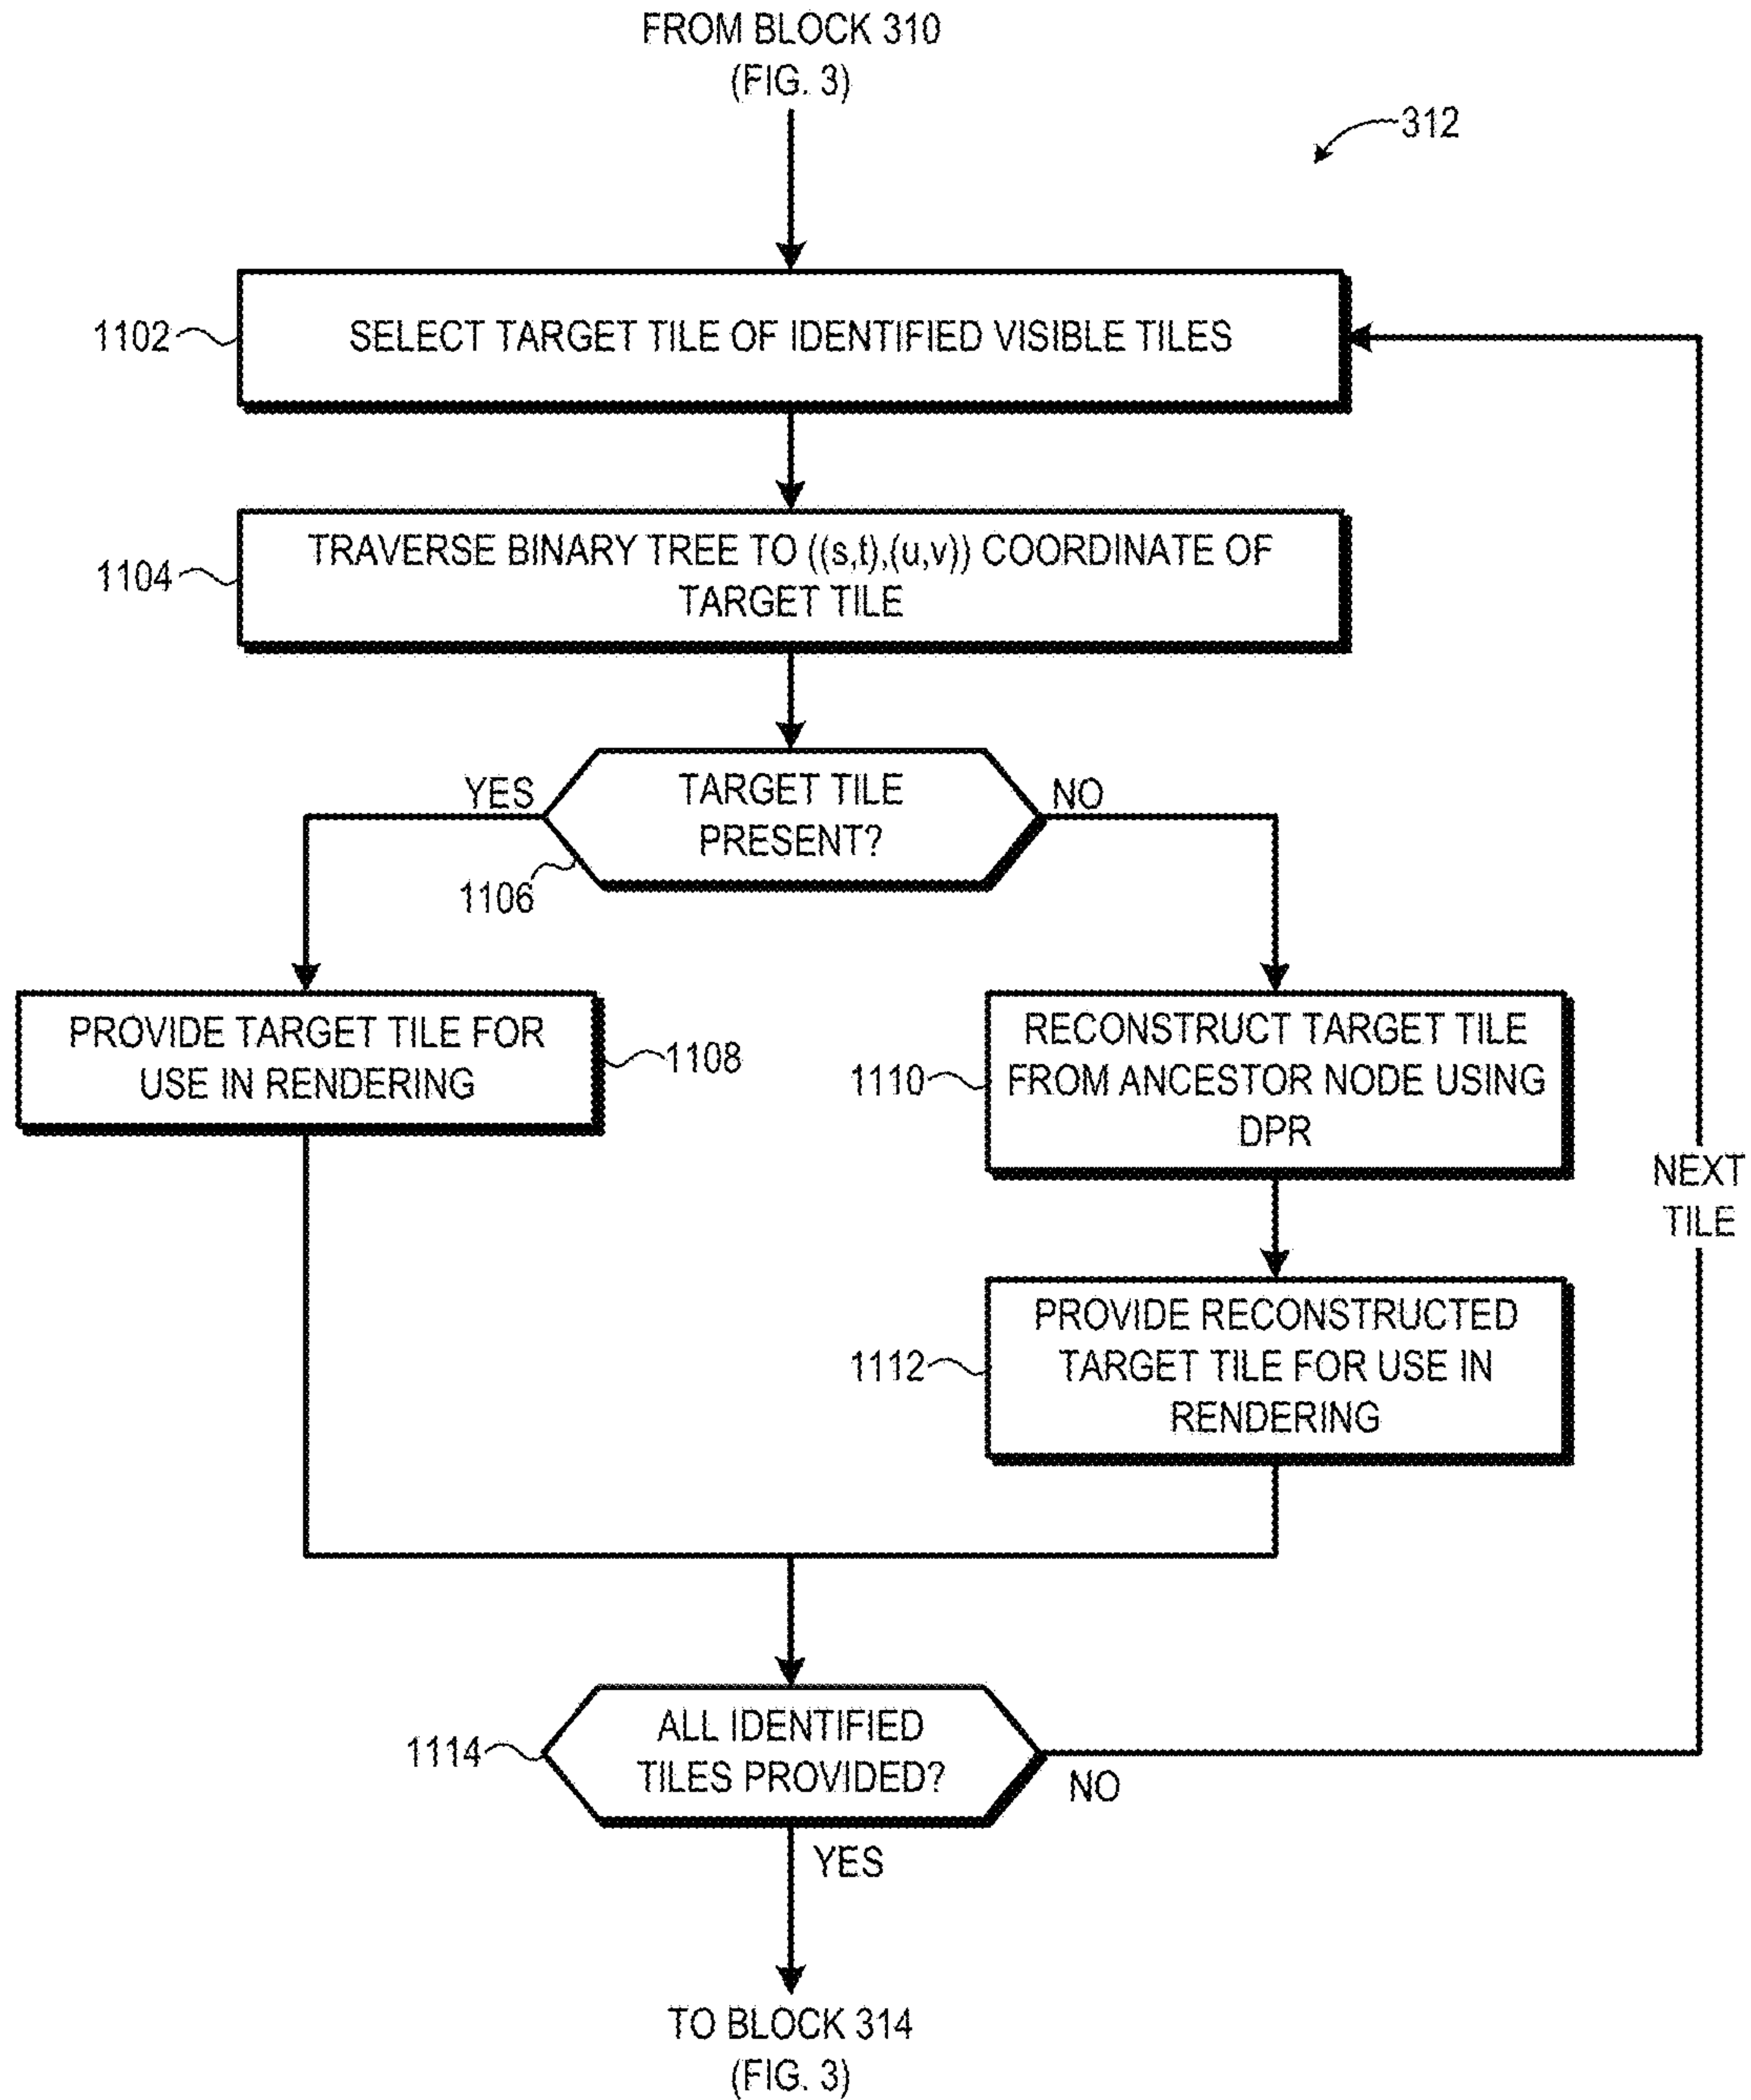 FROM BLOCK 310
(FIG. 3)
312
1102
SELECT TARGET TILE OF IDENTIFIED VISIBLE TILES
1104
TRAVERSE BINARY TREE TO ((s,t),(u,v)) COORDINATE OF
TARGET TILE
YES
TARGET TILE
PRESENT?
NO
1106
PROVIDE TARGET TILE FOR
USE IN RENDERING
1108
1110
RECONSTRUCT TARGET TILE
FROM ANCESTOR NODE USING
DPR
NEXT
TILE
1112
PROVIDE RECONSTRUCTED
TARGET TILE FOR USE IN
RENDERING
1114
ALL IDENTIFIED
TILES PROVIDED?
NO
YES
TO BLOCK 314
(FIG. 3)